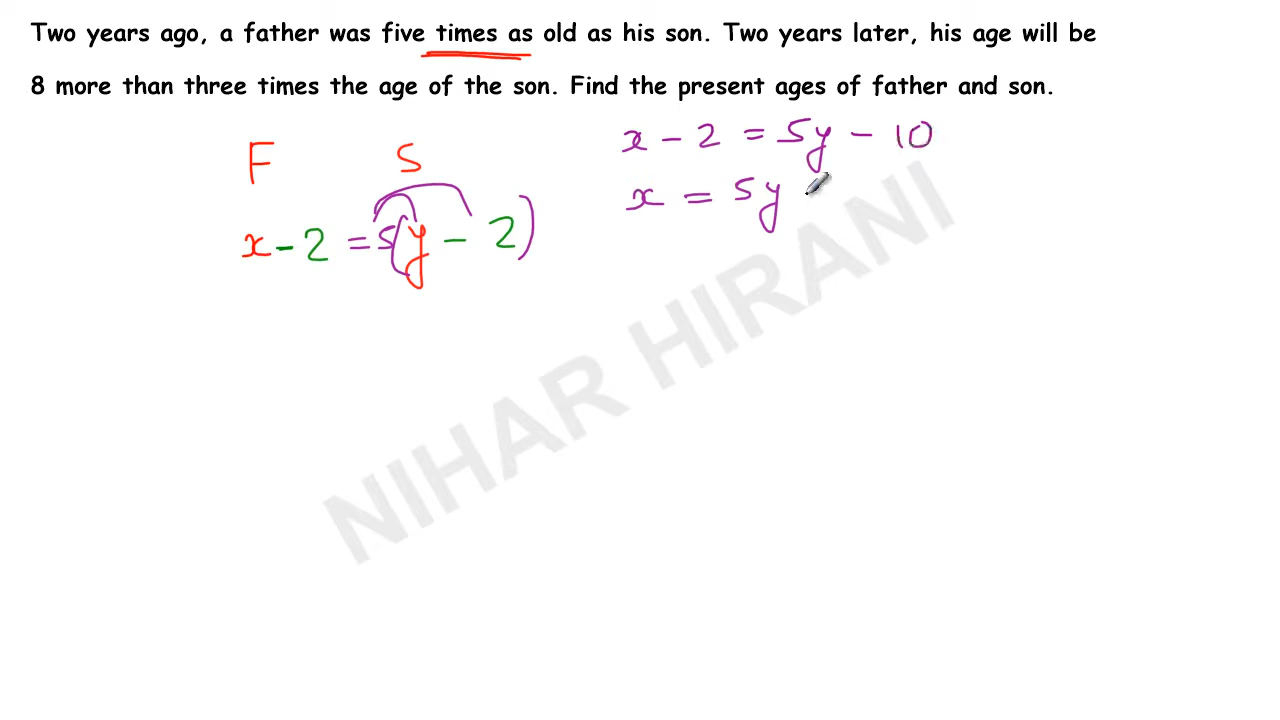 Two years ago, a father was five times as old as his son. Two years later, his age will be
8 more than three times the age of the son. Find the present ages of father and son.
F S
x - 2 = 5(y - 2)
x - 2 = 5y - 10
x = 5y
NIHAR HIRANI